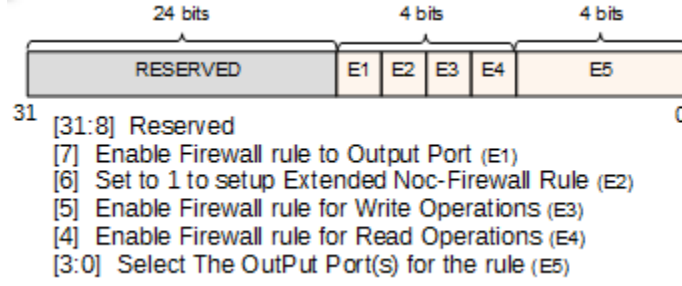 24 bits 4 bits 4 bits
RESERVED E1 E2 E3 E4 E5
31 0
[31:8] Reserved
[7] Enable Firewall rule to Output Port (E1)
[6] Set to 1 to setup Extended Noc-Firewall Rule (E2)
[5] Enable Firewall rule for Write Operations (E3)
[4] Enable Firewall rule for Read Operations (E4)
[3:0] Select The OutPut Port(s) for the rule (E5)